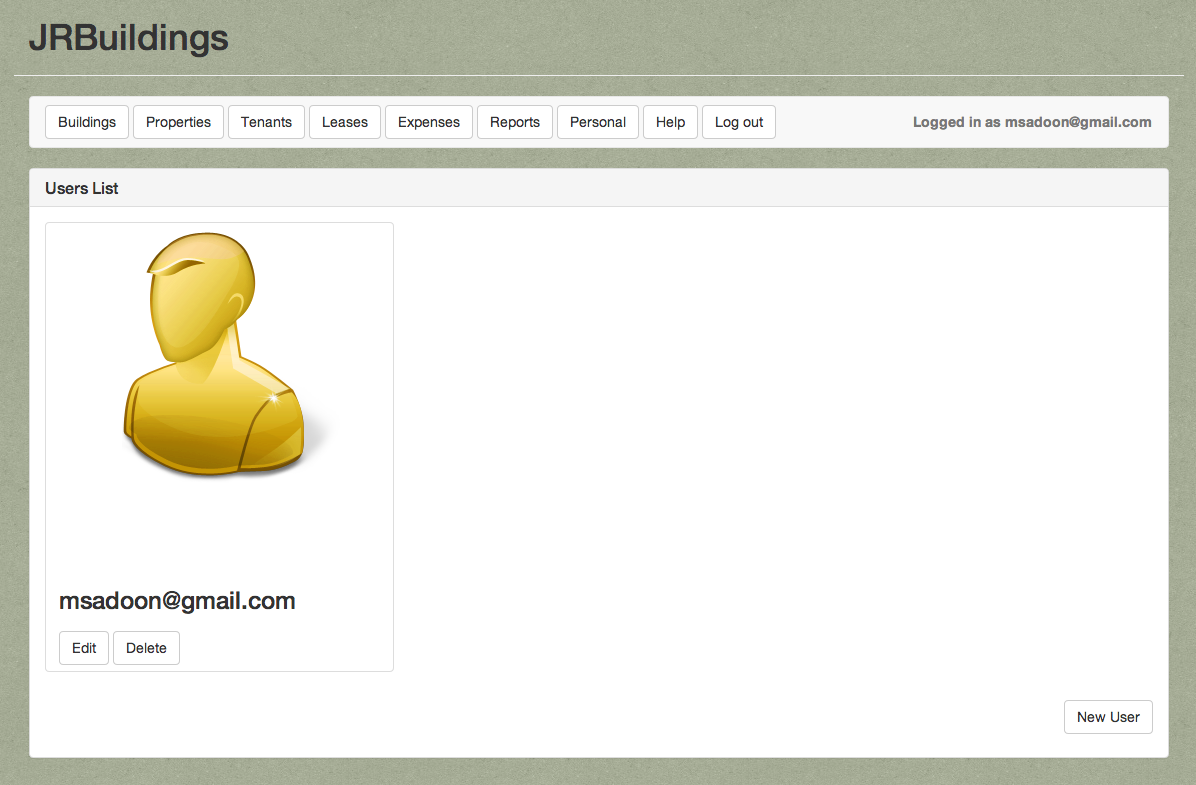 JRBuildings
Buildings Properties Tenants Leases Expenses Reports Personal Help Log out Logged in as msadoon@gmail.com
Users List
msadoon@gmail.com
Edit Delete
New User